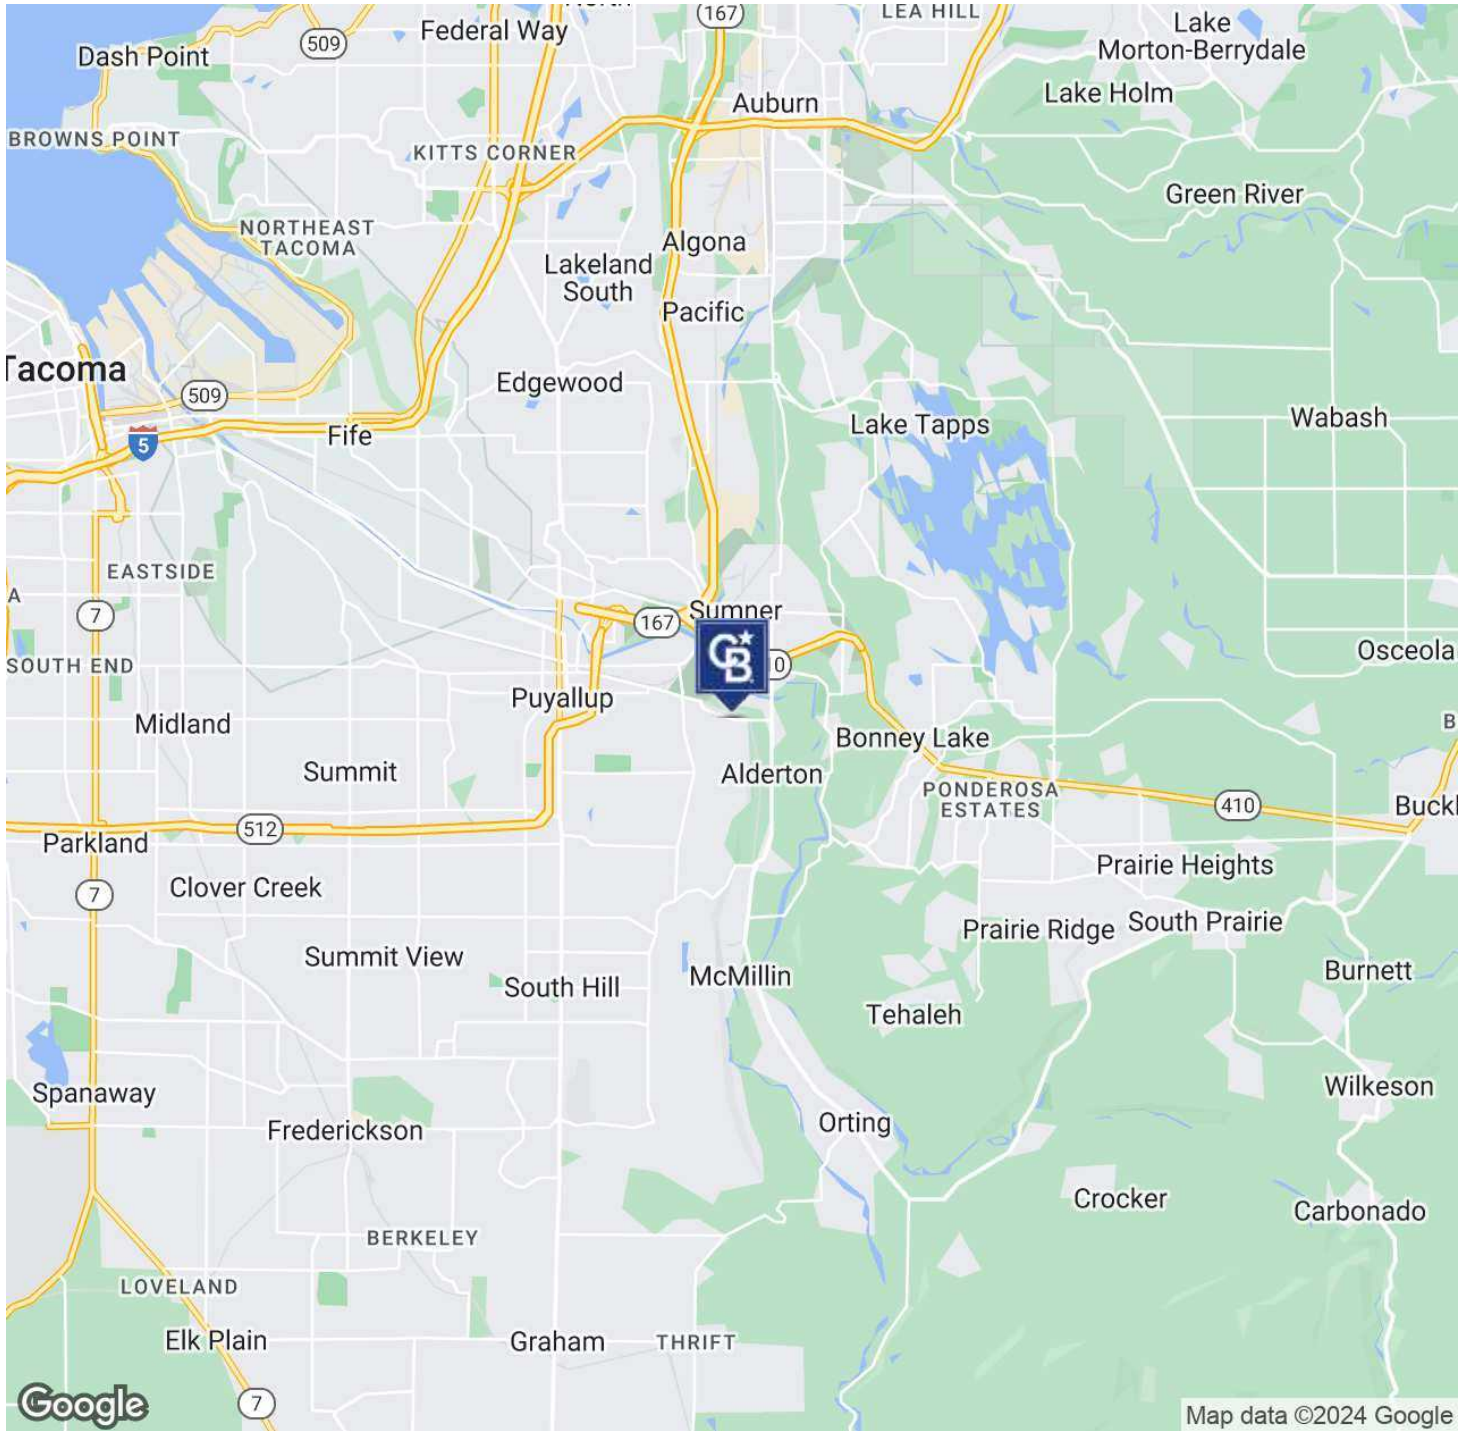 167
LEA HILL
Lake
Morton-Berrydale
Federal Way
509
Dash Point
Lake Holm
Auburn
BROWNS POINT
KITTS CORNER
Green River
NORTHEAST
TACOMA
Algona
Lakeland
South
Pacific
Tacoma
Edgewood
509
Lake Tapps
Wabash
Fife
5
EASTSIDE
A
7
167
Sumner
CB
0
SOUTH END
Osceola
Puyallup
Midland
B
Bonney Lake
Summit
Alderton
PONDEROSA
ESTATES
410
Buckl
512
Parkland
Prairie Heights
7
Clover Creek
Prairie Ridge
South Prairie
Summit View
South Hill
McMillin
Burnett
Tehaleh
Spanaway
Wilkeson
Frederickson
Orting
Crocker
Carbonado
BERKELEY
LOVELAND
Elk Plain
Graham
THRIFT
Google
7
Map data ©2024 Google